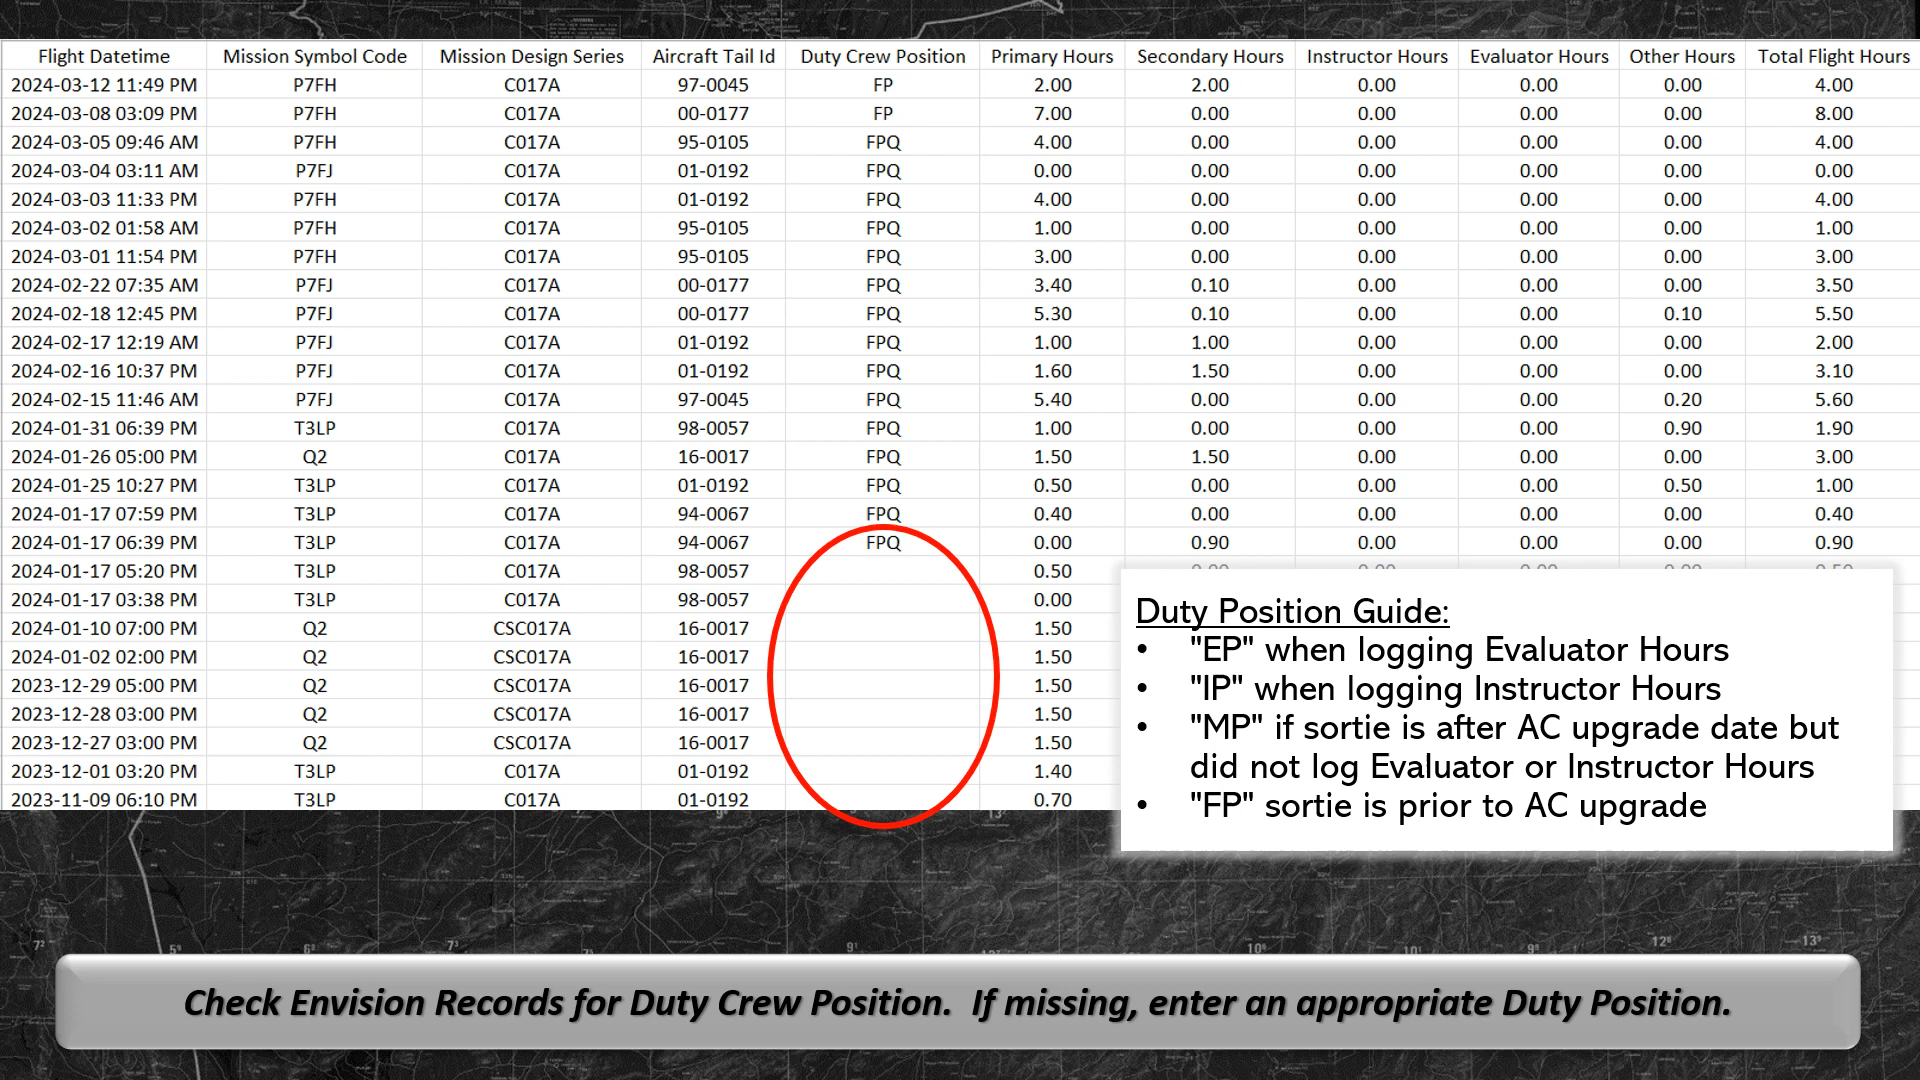 Flight Datetime Mission Symbol Code Mission Design Series Aircraft Tail Id Duty Crew Position Primary Hours Secondary Hours Instructor Hours Evaluator Hours Other Hours Total Flight Hours
2024-03-12 11:49 PM P7FH C017A 97-0045 FP 2.00 2.00 0.00 0.00 0.00 4.00
2024-03-08 03:09 PM P7FH C017A 00-0177 FP 7.00 0.00 0.00 0.00 0.00 8.00
2024-03-05 09:46 AM P7FH C017A 95-0105 FPQ 4.00 0.00 0.00 0.00 0.00 4.00
2024-03-04 03:11 AM P7FJ C017A 01-0192 FPQ 0.00 0.00 0.00 0.00 0.00 0.00
2024-03-03 11:33 PM P7FH C017A 01-0192 FPQ 4.00 0.00 0.00 0.00 0.00 4.00
2024-03-02 01:58 AM P7FH C017A 95-0105 FPQ 1.00 0.00 0.00 0.00 0.00 1.00
2024-03-01 11:54 PM P7FH C017A 95-0105 FPQ 3.00 0.00 0.00 0.00 0.00 3.00
2024-02-22 07:35 AM P7FJ C017A 00-0177 FPQ 3.40 0.10 0.00 0.00 0.00 3.50
2024-02-18 12:45 PM P7FJ C017A 00-0177 FPQ 5.30 0.10 0.00 0.00 0.10 5.50
2024-02-17 12:19 AM P7FJ C017A 01-0192 FPQ 1.00 1.00 0.00 0.00 0.00 2.00
2024-02-16 10:37 PM P7FJ C017A 01-0192 FPQ 1.60 1.50 0.00 0.00 0.00 3.10
2024-02-15 11:46 AM P7FJ C017A 97-0045 FPQ 5.40 0.00 0.00 0.00 0.20 5.60
2024-01-31 06:39 PM T3LP C017A 98-0057 FPQ 1.00 0.00 0.00 0.00 0.90 1.90
2024-01-26 05:00 PM Q2 C017A 16-0017 FPQ 1.50 1.50 0.00 0.00 0.00 3.00
2024-01-25 10:27 PM T3LP C017A 01-0192 FPQ 0.50 0.00 0.00 0.00 0.50 1.00
2024-01-17 07:59 PM T3LP C017A 94-0067 FPQ 0.40 0.00 0.00 0.00 0.00 0.40
2024-01-17 06:39 PM T3LP C017A 94-0067 FPQ 0.00 0.90 0.00 0.00 0.00 0.90
2024-01-17 05:20 PM T3LP C017A 98-0057 0.50
2024-01-17 03:38 PM T3LP C017A 98-0057 0.00
2024-01-10 07:00 PM Q2 CSC017A 16-0017 1.50
2024-01-02 02:00 PM Q2 CSC017A 16-0017 1.50
2023-12-29 05:00 PM Q2 CSC017A 16-0017 1.50
2023-12-28 03:00 PM Q2 CSC017A 16-0017 1.50
2023-12-27 03:00 PM Q2 CSC017A 16-0017 1.50
2023-12-01 03:20 PM T3LP C017A 01-0192 1.40
2023-11-09 06:10 PM T3LP C017A 01-0192 0.70
Duty Position Guide:
• "EP" when logging Evaluator Hours
• "IP" when logging Instructor Hours
• "MP" if sortie is after AC upgrade date but
did not log Evaluator or Instructor Hours
• "FP" sortie is prior to AC upgrade
Check Envision Records for Duty Crew Position. If missing, enter an appropriate Duty Position.